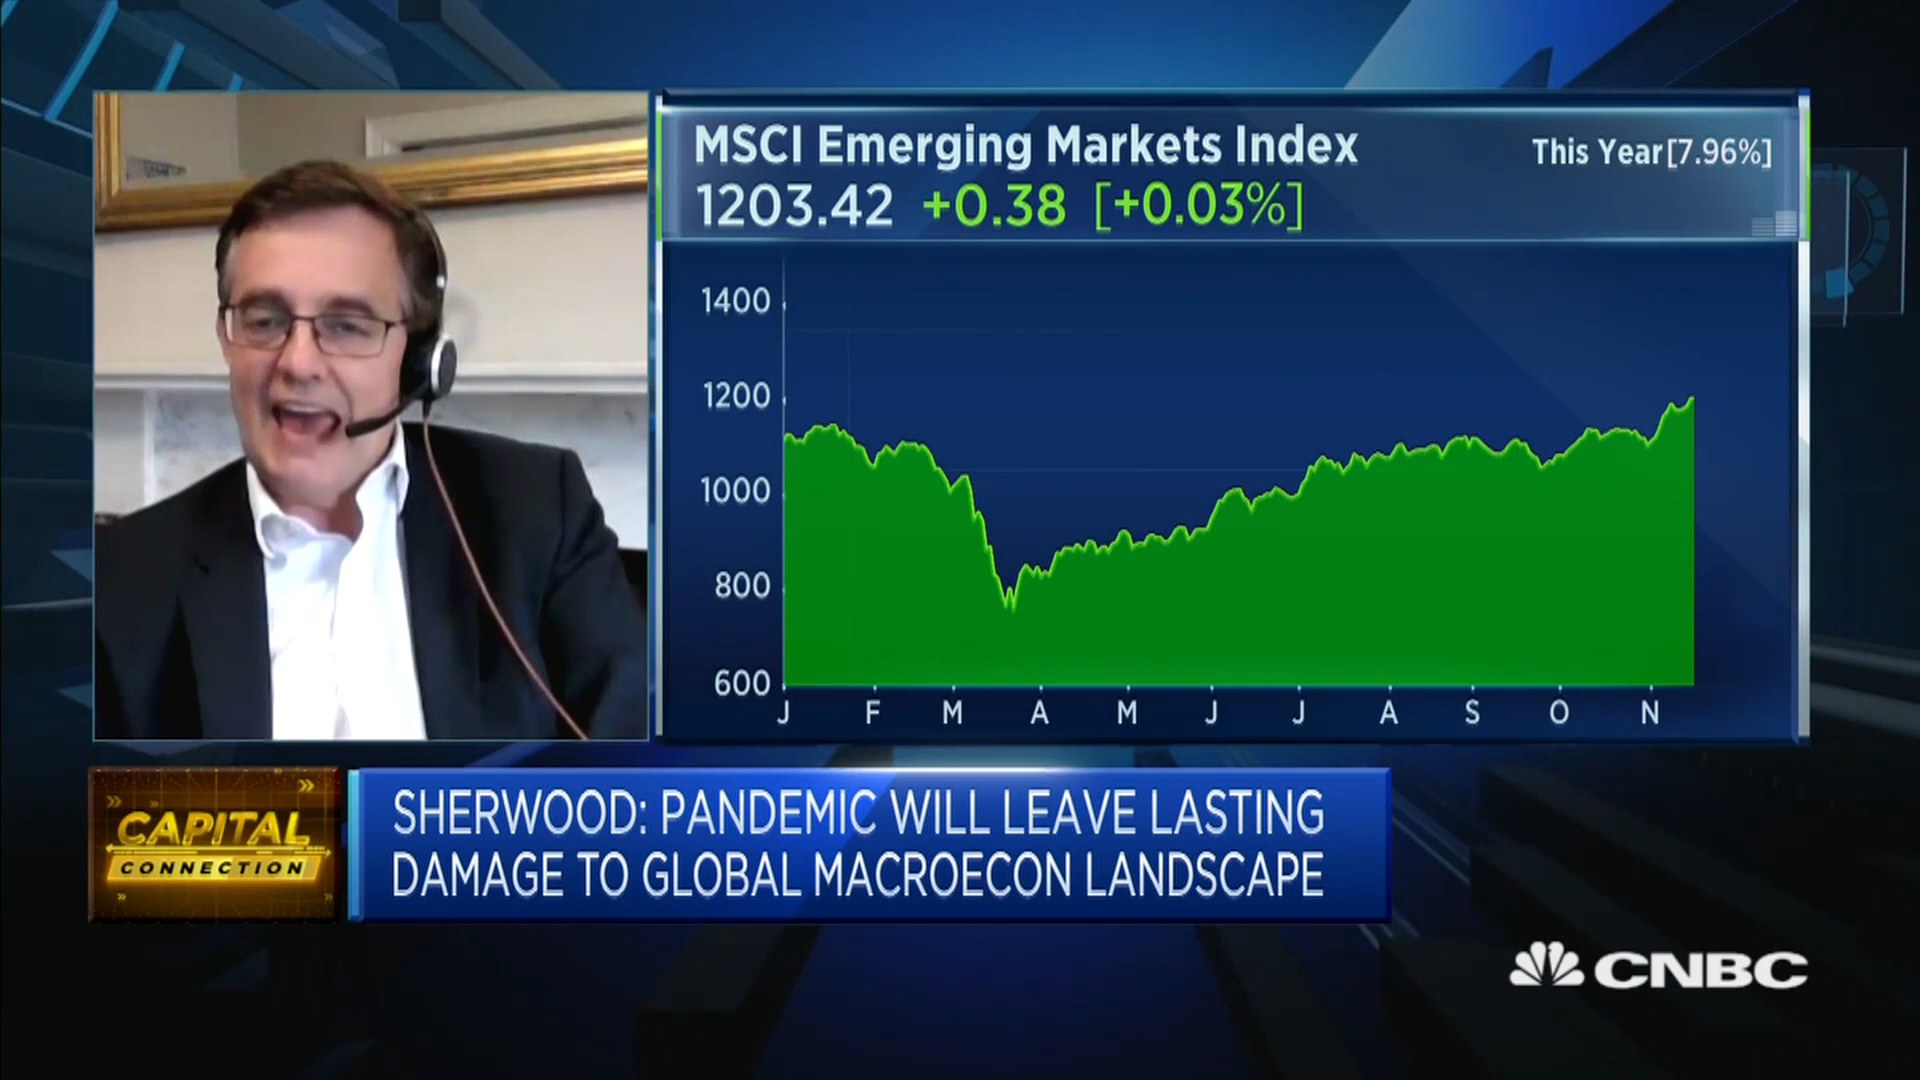 MSCI Emerging Markets Index
This Year[7.96%]
1203.42 +0.38 [+0.03%]
1400
1200
1000
800
600
J F M A M J J A S O N
CAPITAL
CONNECTION
SHERWOOD: PANDEMIC WILL LEAVE LASTING
DAMAGE TO GLOBAL MACROECON LANDSCAPE
CNBC